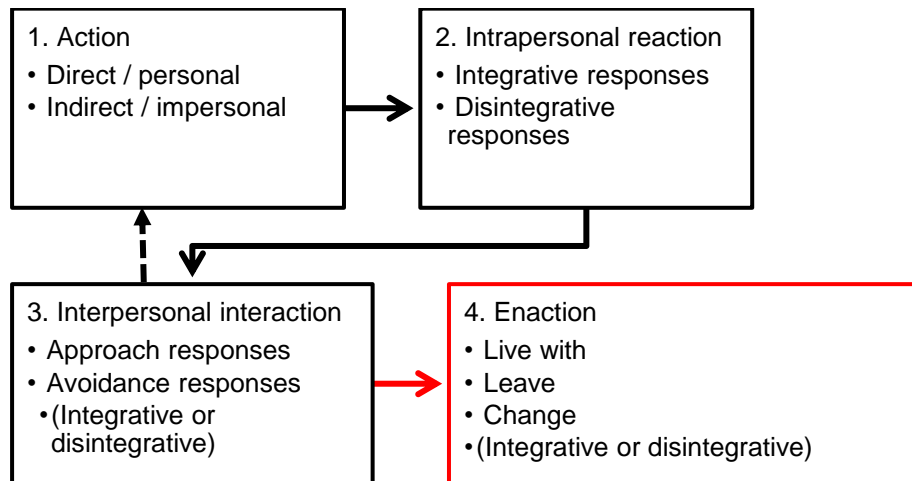 1. Action
• Direct / personal
• Indirect / impersonal
2. Intrapersonal reaction
• Integrative responses
• Disintegrative
responses
3. Interpersonal interaction
• Approach responses
• Avoidance responses
•(Integrative or
disintegrative)
4. Enaction
• Live with
• Leave
• Change
•(Integrative or disintegrative)